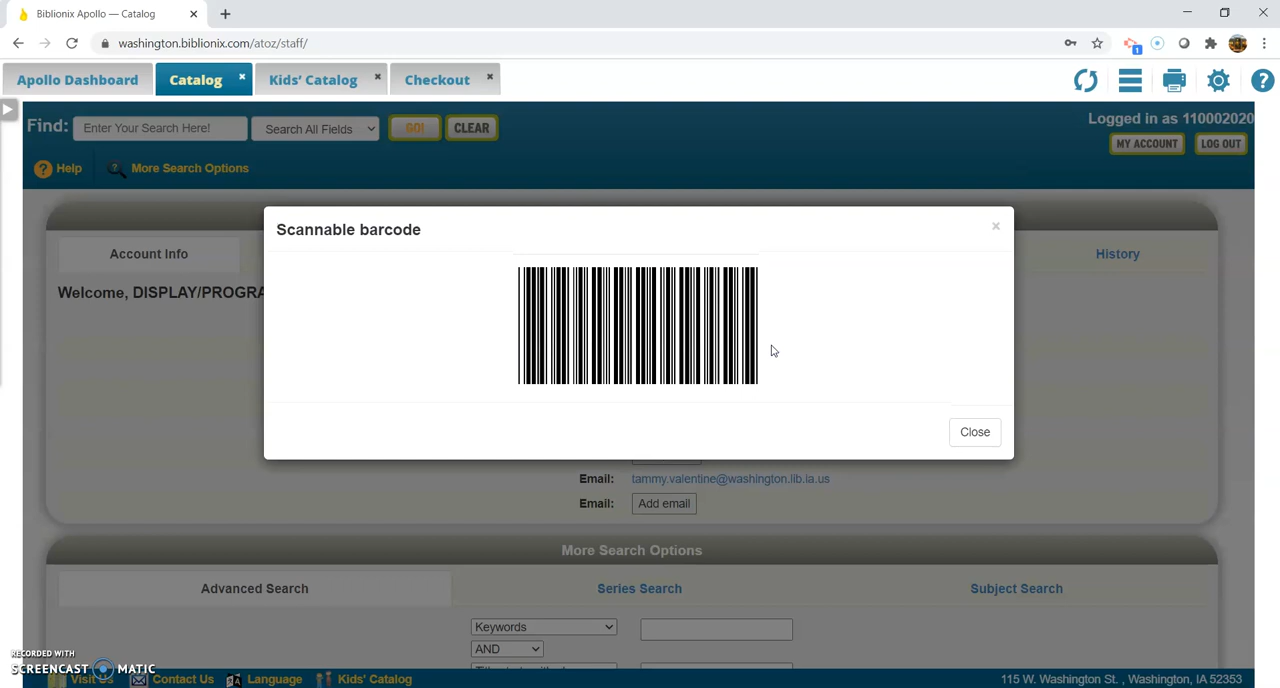 Biblionix Apollo — Catalog
washington.biblionix.com/atoz/staff/
1
Apollo Dashboard
Catalog
Kids' Catalog
Checkout
Find:
Enter Your Search Here!
Search All Fields
GO!
CLEAR
Logged in as 110002020
MY ACCOUNT
LOG OUT
Help
More Search Options
Scannable barcode
Account Info
History
Welcome, DISPLAY/PROGRA
Close
Email: tammy.valentine@washington.lib.ia.us
Email: Add email
More Search Options
Advanced Search
Series Search
Subject Search
Keywords
AND
RECORDED WITH
SCREENCAST MATIC
Visit Us
Contact Us
Language
Kids' Catalog
115 W. Washington St. , Washington, IA 52353